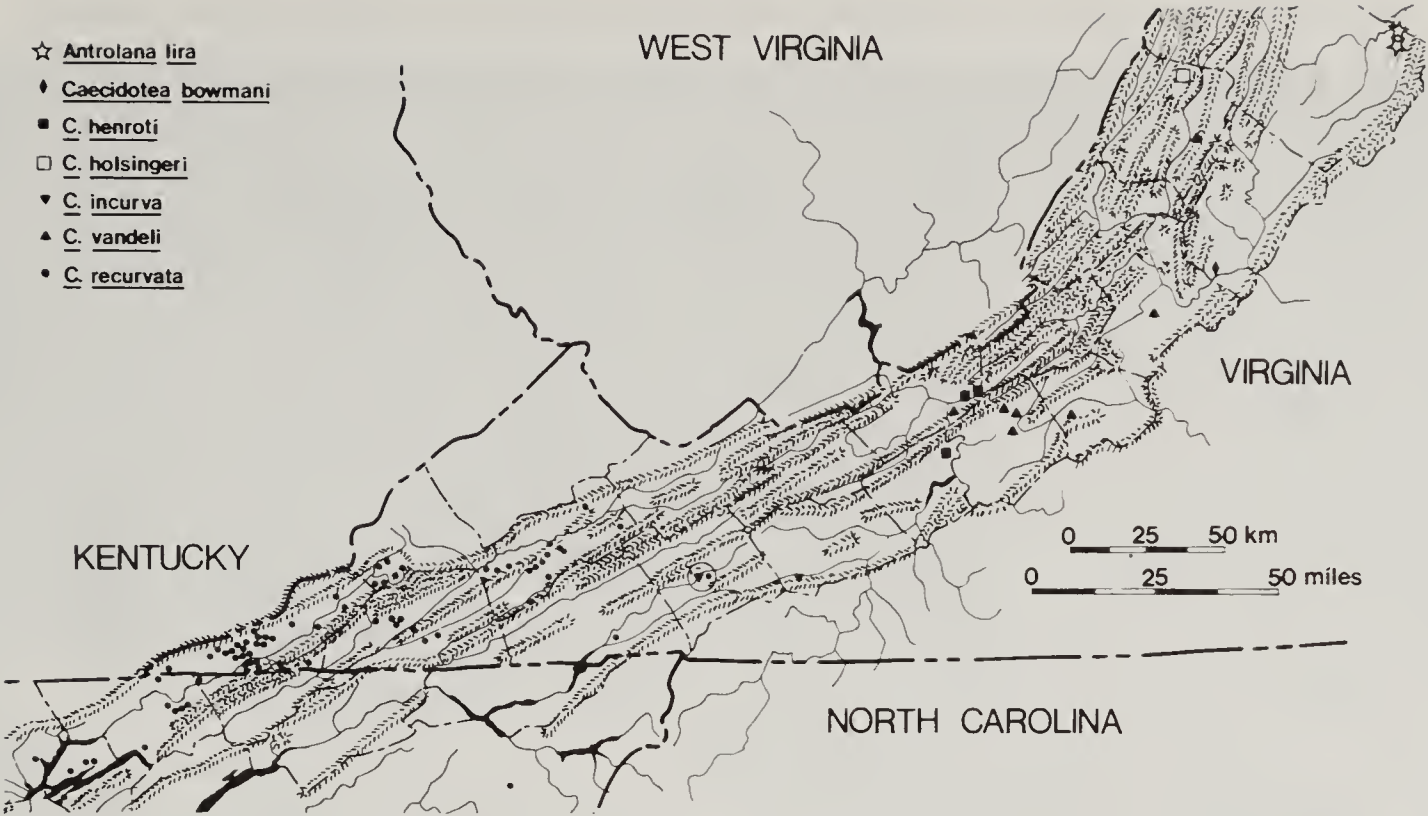 Antrolana lira
Caecidotea bowmani
C. henroti
C. holsingeri
C. incurva
C. vandeli
C. recurvata
WEST VIRGINIA
VIRGINIA
KENTUCKY
0 25 50 km
0 25 50 miles
NORTH CAROLINA